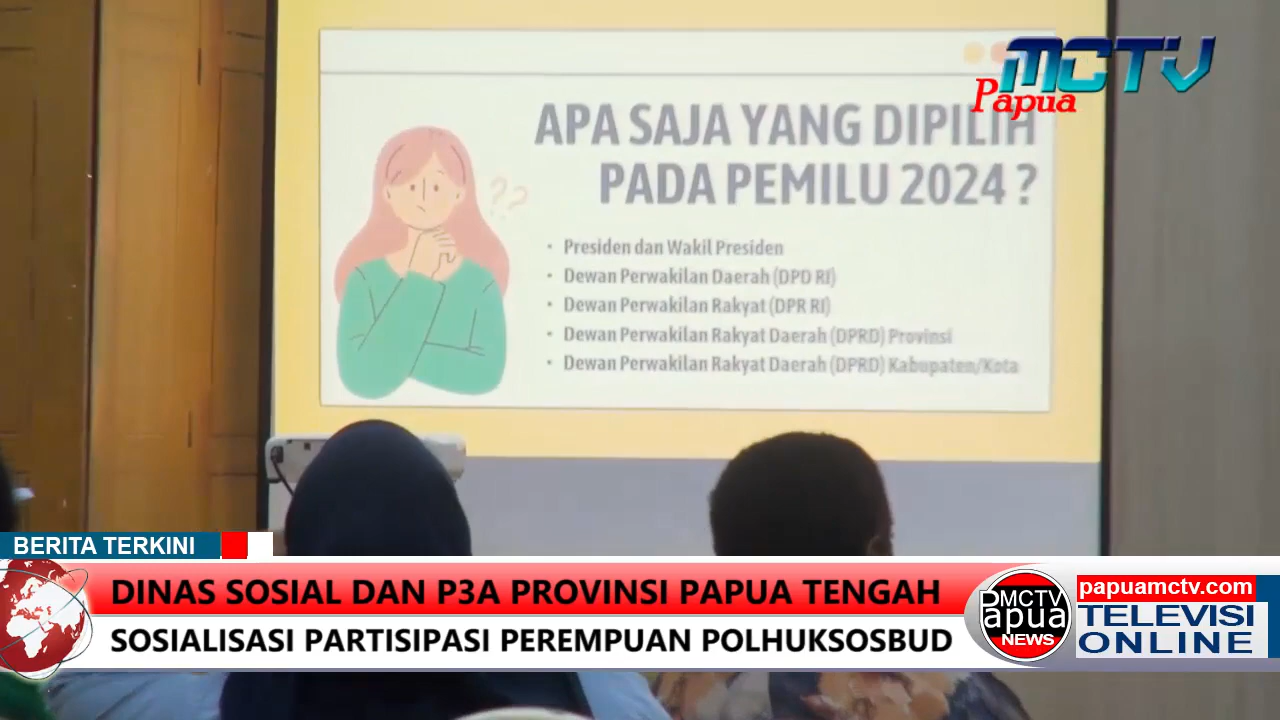 MCTV
Papua
APA SAJA YANG DIPILIH
PADA PEMILU 2024 ?
??
• Presiden dan Wakil Presiden
• Dewan Perwakilan Daerah (DPD RI)
• Dewan Perwakilan Rakyat (DPR RI)
• Dewan Perwakilan Rakyat Daerah (DPRD) Provinsi
• Dewan Perwakilan Rakyat Daerah (DPRD) Kabupaten/Kota
BERITA TERKINI
DINAS SOSIAL DAN P3A PROVINSI PAPUA TENGAH
SOSIALISASI PARTISIPASI PEREMPUAN POLHUKSOSBUD
MCTV
Papua
NEWS
papuamctv.com
TELEVISI
ONLINE